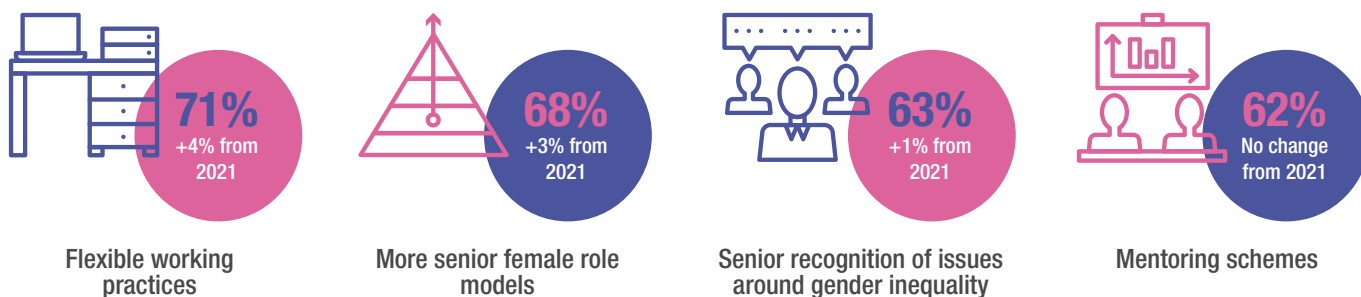 71%
+4% from
2021
Flexible working
practices
68%
+3% from
2021
More senior female role
models
63%
+1% from
2021
Senior recognition of issues
around gender inequality
62%
No change
from 2021
Mentoring schemes